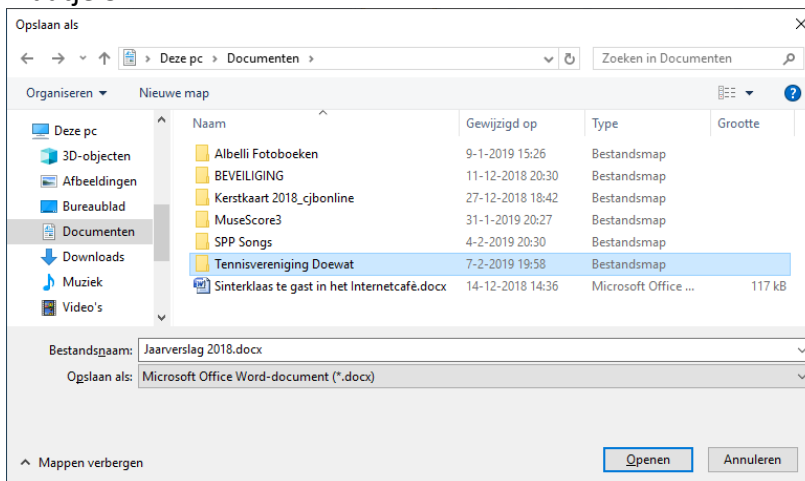 Opslaan als
Deze pc > Documenten >
Zoeken in Documenten
Organiseren
Nieuwe map
Naam Gewijzigd op Type Grootte
Deze pc
3D-objecten
Afbeeldingen
Bureaublad
Documenten
Downloads
Muziek
Video's
Albelli Fotoboeken 9-1-2019 15:26 Bestandsmap
BEVEILIGING 11-12-2018 20:30 Bestandsmap
Kerstkaart 2018_cjbonline 27-12-2018 18:42 Bestandsmap
MuseScore3 31-1-2019 20:27 Bestandsmap
SPP Songs 4-2-2019 20:30 Bestandsmap
Tennisvereniging Doewat 7-2-2019 19:58 Bestandsmap
Sinterklaas te gast in het Internetcafè.docx 14-12-2018 14:36 Microsoft Office ... 117 kB
Bestandsnaam: Jaarverslag 2018.docx
Opslaan als: Microsoft Office Word-document (*.docx)
Mappen verbergen
Openen
Annuleren